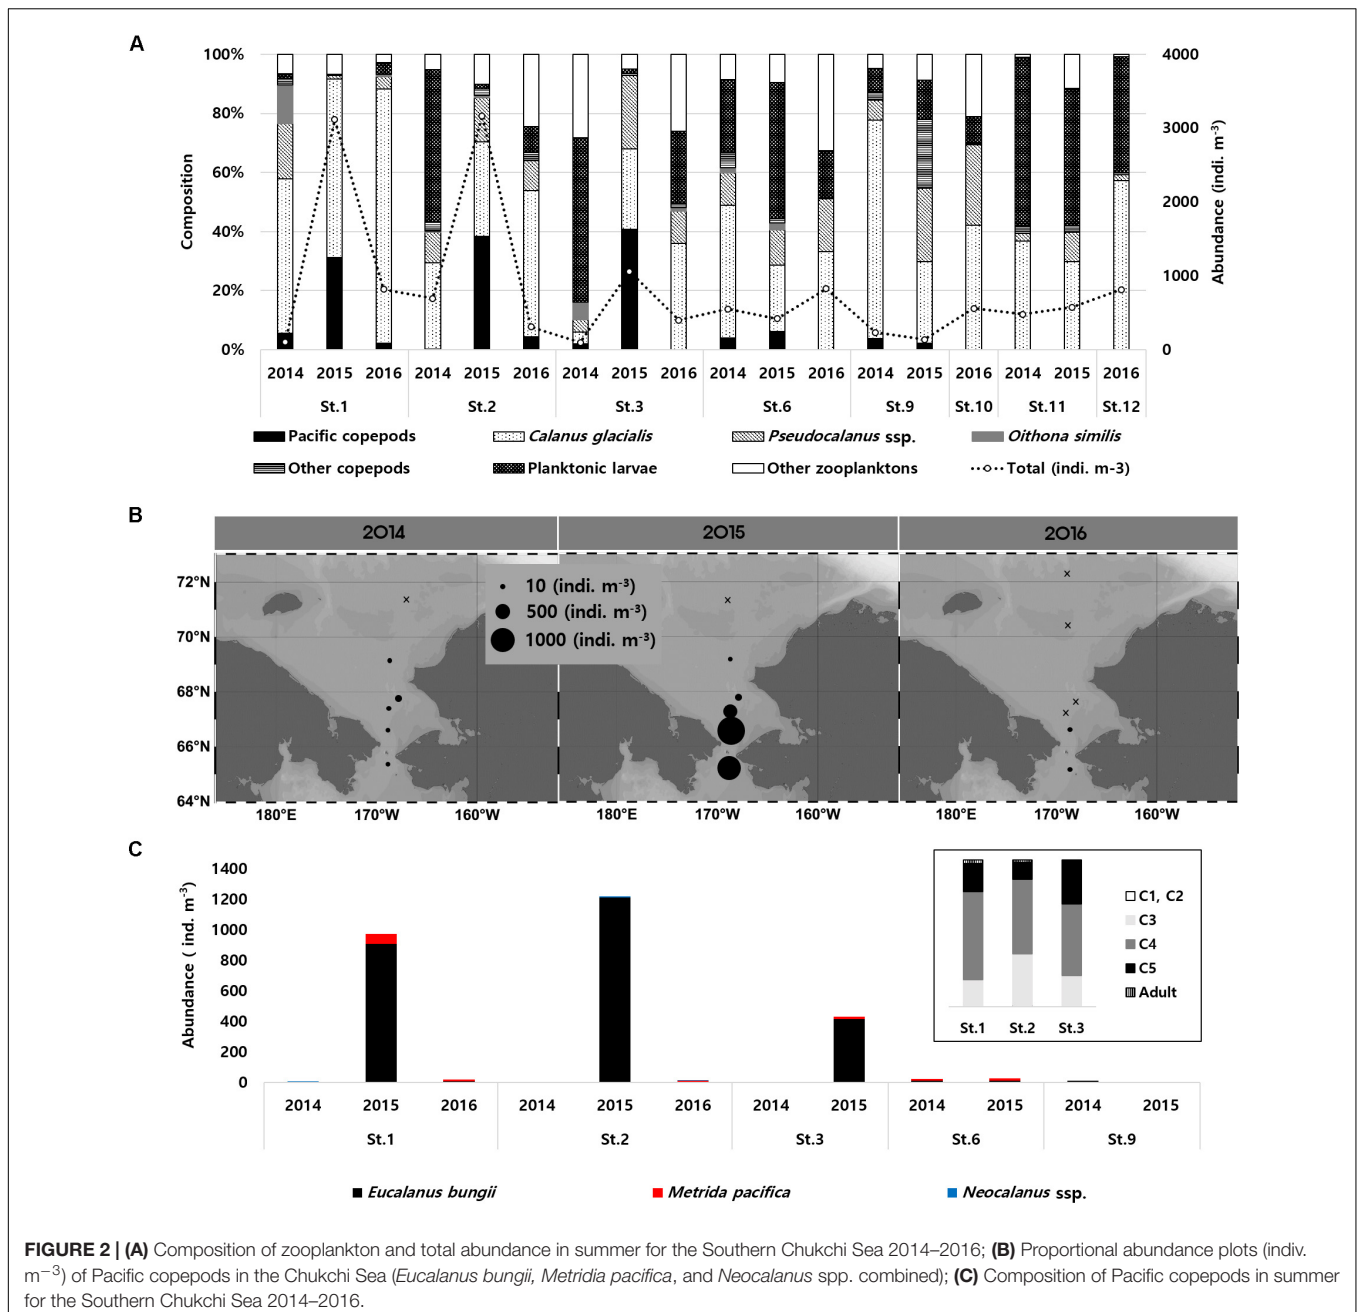 A
100%
80%
60%
40%
20%
0%
Composition
4000
3000
2000
1000
0
Abundance (indi. m-3)
2014 2015 2016 2014 2015 2016 2014 2015 2016 2014 2015 2016 2014 2015 2016 2014 2015 2016
St.1 St.2 St.3 St.6 St.9 St.10 St.11 St.12
Pacific copepods Calanus glacialis Pseudocalanus ssp. Oithona similis
Other copepods Planktonic larvae Other zooplanktons Total (indi. m-3)
B
2014 2015 2016
10 (indi. m-3)
500 (indi. m-3)
1000 (indi. m-3)
72°N
70°N
68°N
66°N
64°N
180°E 170°W 160°W 180°E 170°W 160°W 180°E 170°W 160°W
C
1400
1200
1000
800
600
400
200
0
Abundance ( ind. m-3)
C1, C2
C3
C4
C5
Adult
St.1 St.2 St.3
2014 2015 2016 2014 2015 2016 2014 2015 2014 2015 2014 2015
St.1 St.2 St.3 St.6 St.9
Eucalanus bungii Metrida pacifica Neocalanus ssp.
FIGURE 2 | (A) Composition of zooplankton and total abundance in summer for the Southern Chukchi Sea 2014–2016; (B) Proportional abundance plots (indiv.
m−3) of Pacific copepods in the Chukchi Sea (Eucalanus bungii, Metridia pacifica, and Neocalanus spp. combined); (C) Composition of Pacific copepods in summer
for the Southern Chukchi Sea 2014–2016.